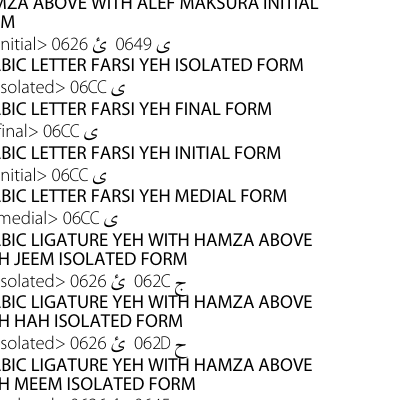 MZA ABOVE WITH ALEF MAKSURA INITIAL
M
nitial> 0626 ئ 0649 ى
BIC LETTER FARSI YEH ISOLATED FORM
solated> 06CC ی
BIC LETTER FARSI YEH FINAL FORM
final> 06CC ی
BIC LETTER FARSI YEH INITIAL FORM
nitial> 06CC ی
BIC LETTER FARSI YEH MEDIAL FORM
medial> 06CC ی
BIC LIGATURE YEH WITH HAMZA ABOVE
H JEEM ISOLATED FORM
solated> 0626 ئ 062C ج
BIC LIGATURE YEH WITH HAMZA ABOVE
H HAH ISOLATED FORM
solated> 0626 ئ 062D ح
BIC LIGATURE YEH WITH HAMZA ABOVE
H MEEM ISOLATED FORM